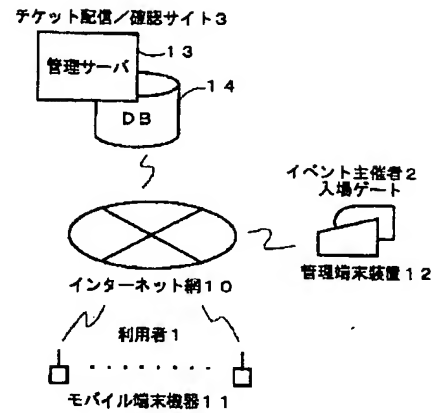 チケット配信／確認サイト3
13
管理サーバ
14
DB
イベント主催者2
入場ゲート
管理端末装置12
インターネット網10
利用者1
モバイル端末機器11